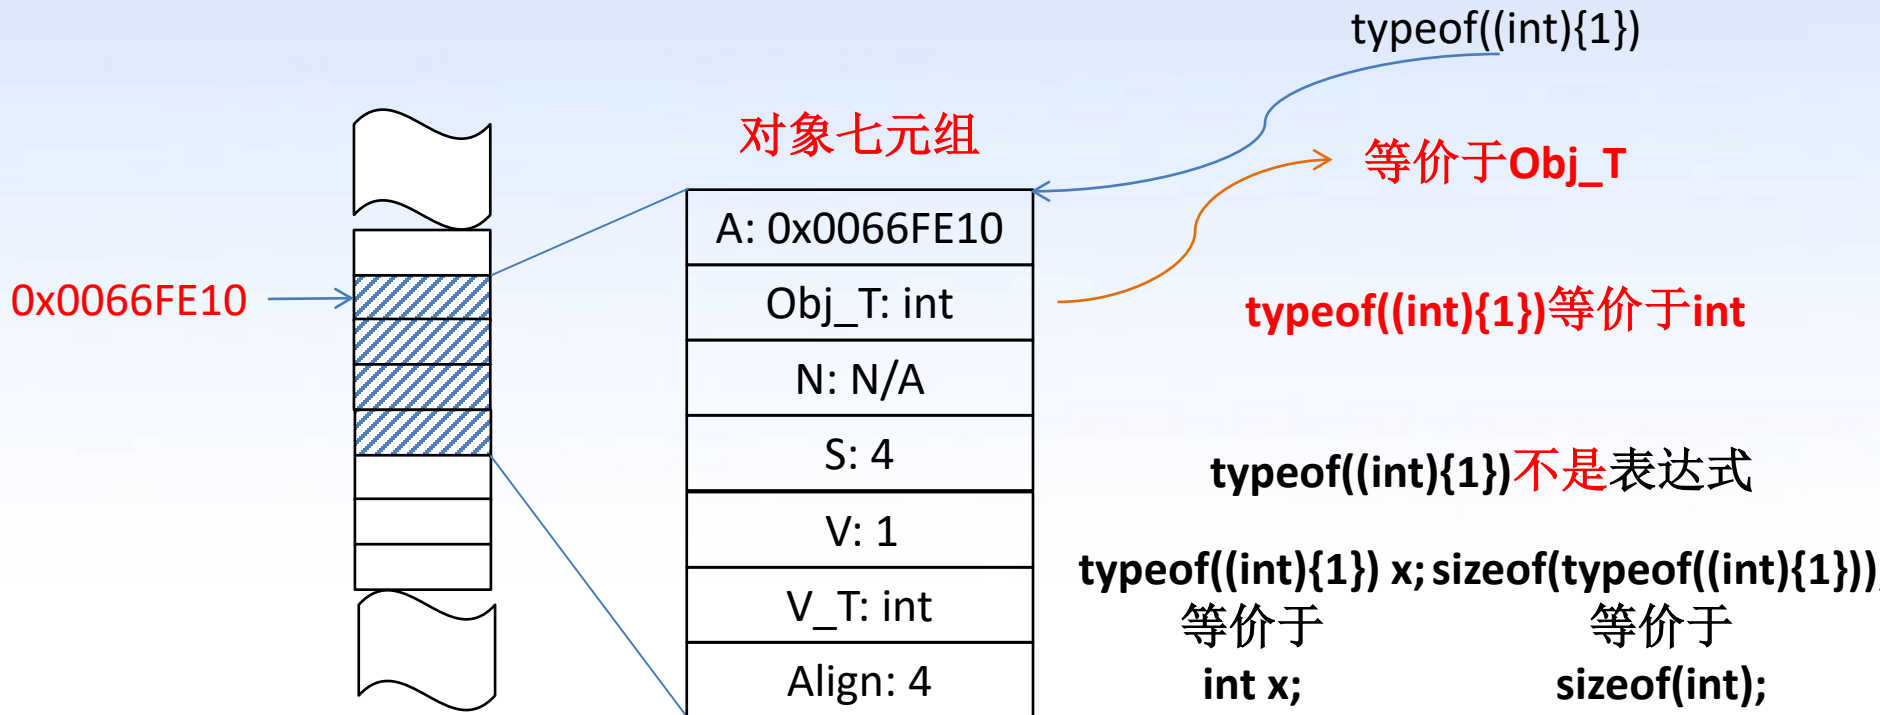 typeof((int){1})
对象七元组
等价于Obj_T
A: 0x0066FE10
0x0066FE10
Obj_T: int
typeof((int){1})等价于int
N: N/A
S: 4
typeof((int){1})不是表达式
V: 1
typeof((int){1}) x;
等价于
int x;
sizeof(typeof((int){1}));
等价于
sizeof(int);
V_T: int
Align: 4